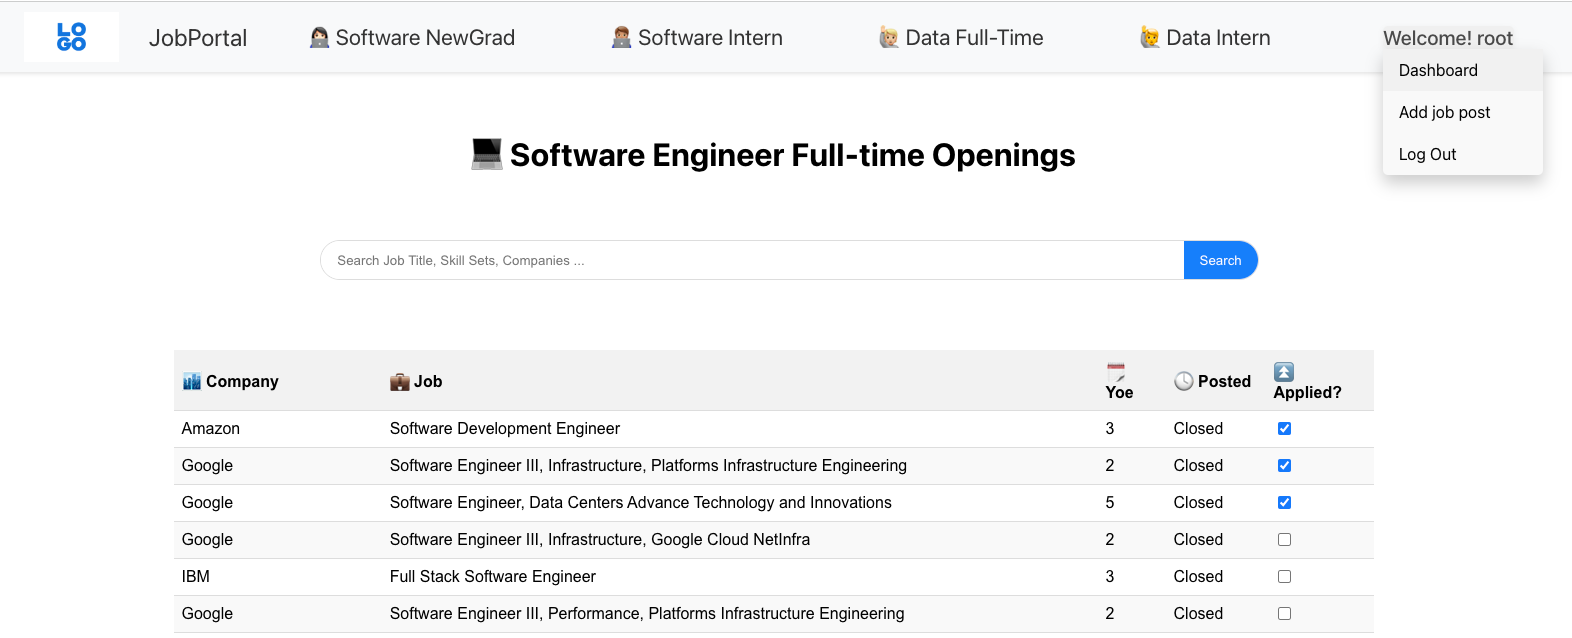 LO
GO
JobPortal
Software NewGrad
Software Intern
Data Full-Time
Data Intern
Welcome! root
Dashboard
Add job post
Log Out
Software Engineer Full-time Openings
Search Job Title, Skill Sets, Companies ...
Search
Company Job Yoe Posted Applied?
Amazon Software Development Engineer 3 Closed
Google Software Engineer III, Infrastructure, Platforms Infrastructure Engineering 2 Closed
Google Software Engineer, Data Centers Advance Technology and Innovations 5 Closed
Google Software Engineer III, Infrastructure, Google Cloud NetInfra 2 Closed
IBM Full Stack Software Engineer 3 Closed
Google Software Engineer III, Performance, Platforms Infrastructure Engineering 2 Closed